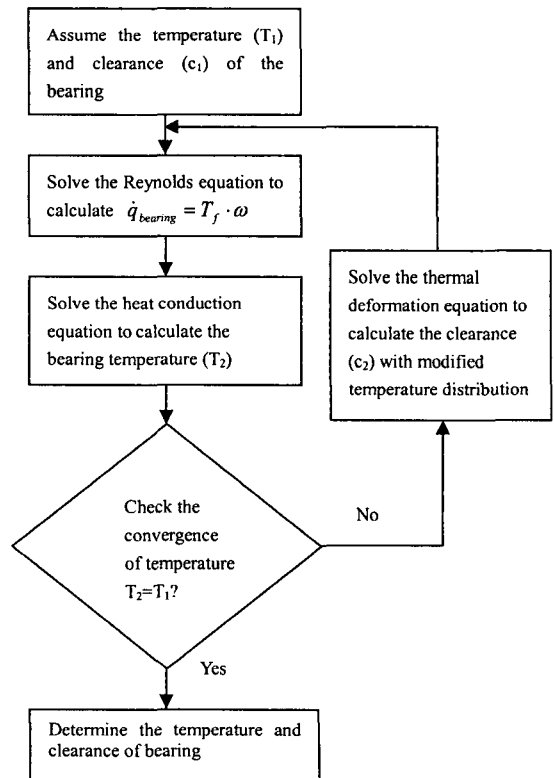 Assume the temperature (T₁)
and clearance (c₁) of the
bearing
Solve the Reynolds equation to
calculate q̇_bearing = T_f · ω
Solve the heat conduction
equation to calculate the
bearing temperature (T₂)
Solve the thermal
deformation equation to
calculate the clearance
(c₂) with modified
temperature distribution
Check the
convergence
of temperature
T₂=T₁?
No
Yes
Determine the temperature and
clearance of bearing